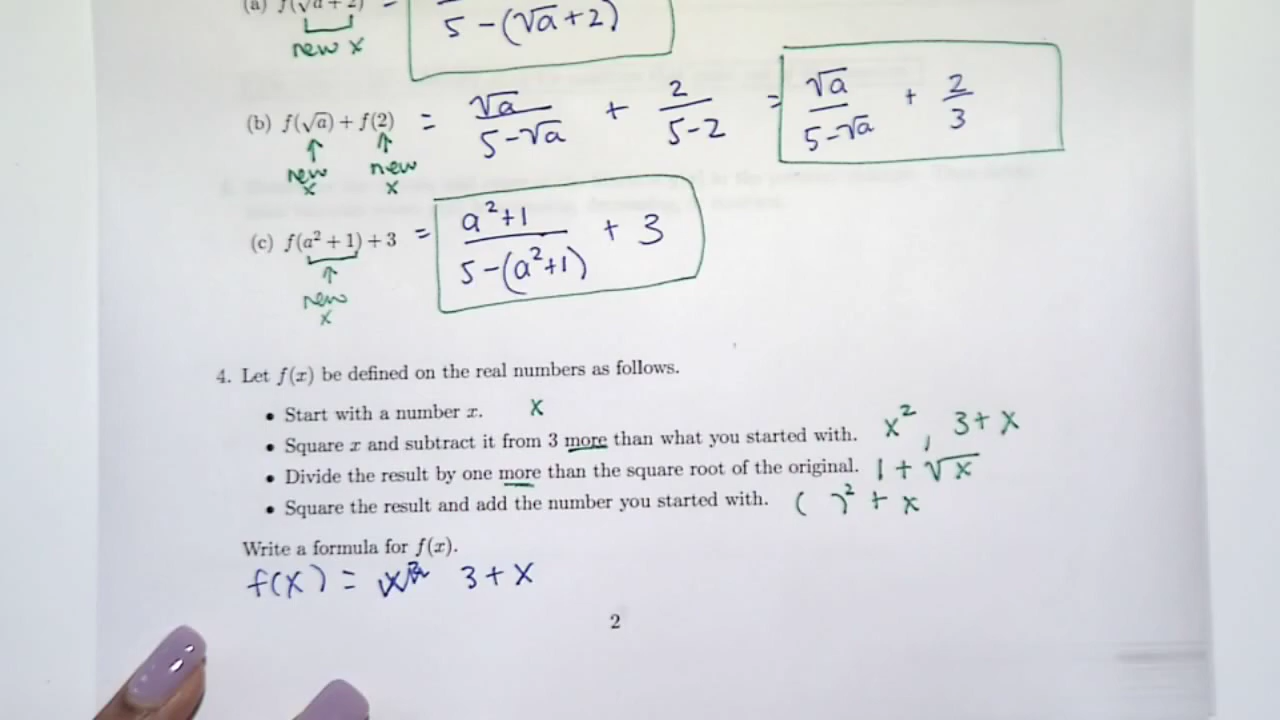 (a) f(√a + 2) =
5 - (√a + 2)
new x
(b) f(√a) + f(2) = √a / 5 - √a + 2 / 5 - 2 = √a / 5 - √a + 2 / 3
new x new x
(c) f(a² + 1) + 3 = a² + 1 / 5 - (a² + 1) + 3
new x
4. Let f(x) be defined on the real numbers as follows.
• Start with a number x. x
• Square x and subtract it from 3 more than what you started with. x², 3 + x
• Divide the result by one more than the square root of the original. 1 + √x
• Square the result and add the number you started with. ( )² + x
Write a formula for f(x).
f(x) = 3 + x
2